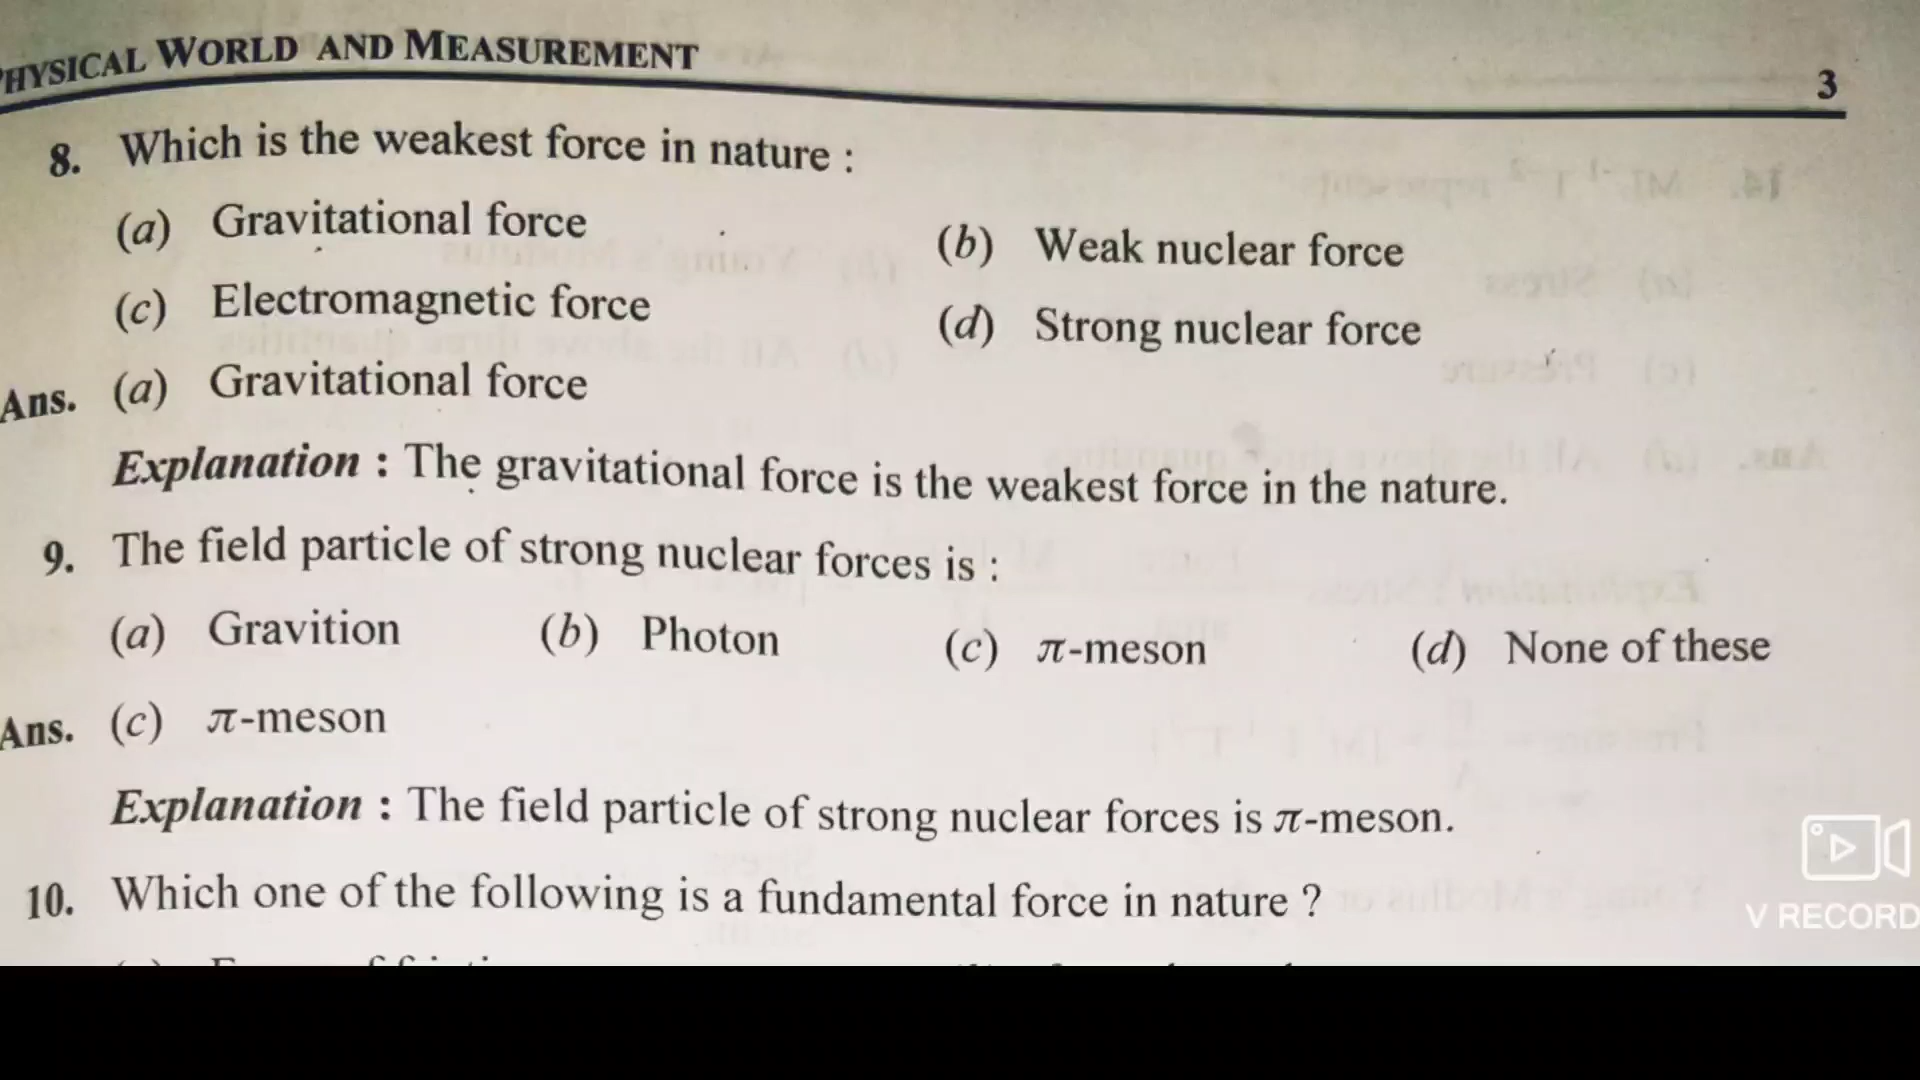 PHYSICAL WORLD AND MEASUREMENT
3
8. Which is the weakest force in nature :
(a) Gravitational force (b) Weak nuclear force
(c) Electromagnetic force (d) Strong nuclear force
Ans. (a) Gravitational force
Explanation : The gravitational force is the weakest force in the nature.
9. The field particle of strong nuclear forces is :
(a) Gravition (b) Photon (c) π-meson (d) None of these
Ans. (c) π-meson
Explanation : The field particle of strong nuclear forces is π-meson.
10. Which one of the following is a fundamental force in nature ?
V RECORD